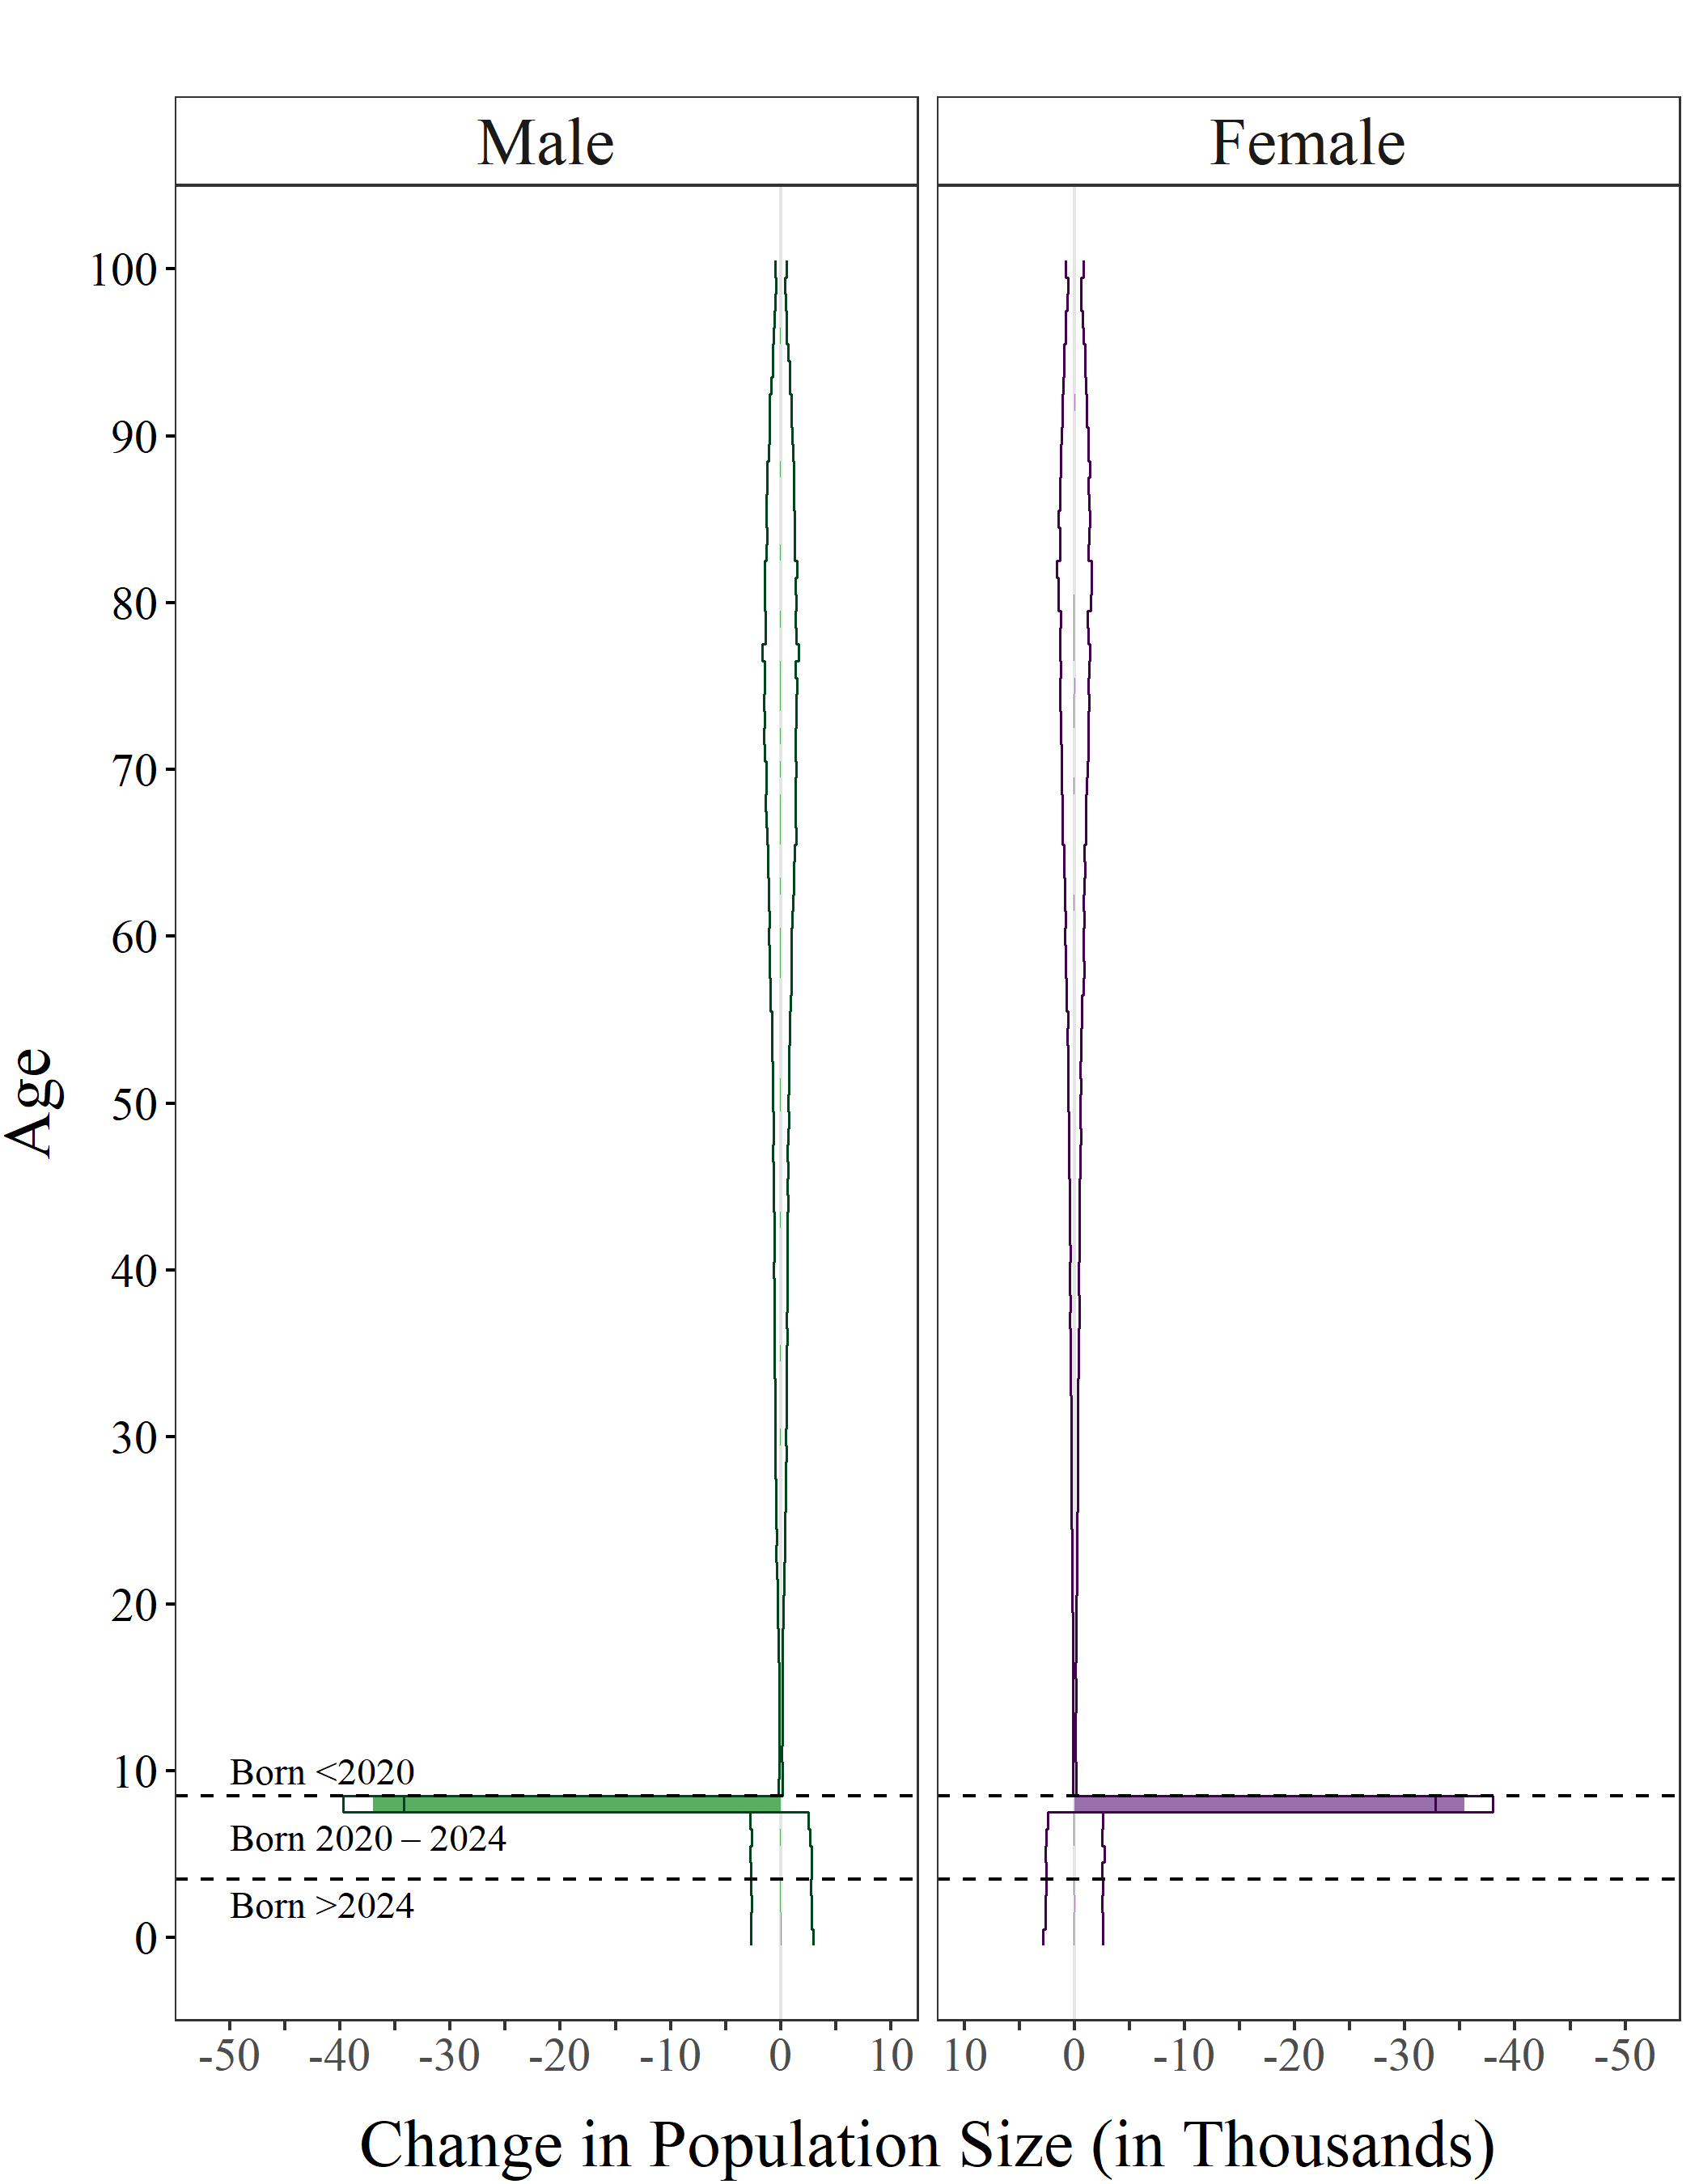 Male Female
100
90
80
70
60
50
40
30
20
10
0
Age
Born <2020
Born 2020 – 2024
Born >2024
-50 -40 -30 -20 -10 0 10 10 0 -10 -20 -30 -40 -50
Change in Population Size (in Thousands)